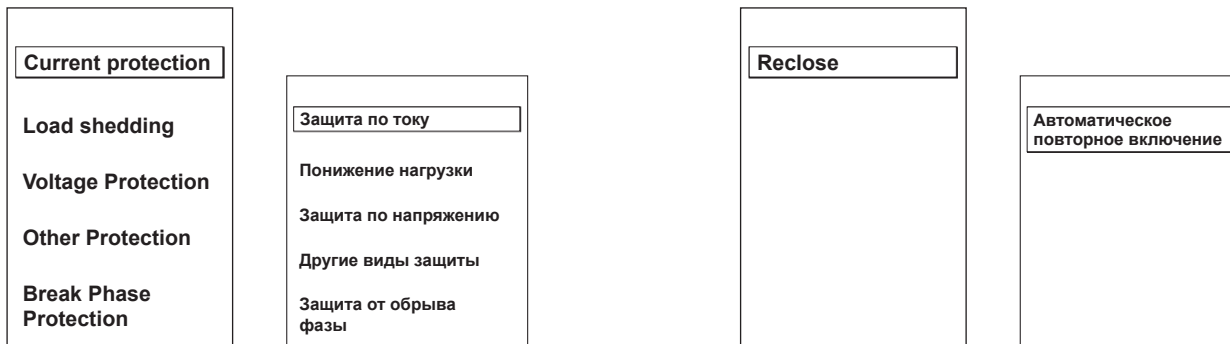 Current protection
Load shedding
Voltage Protection
Other Protection
Break Phase
Protection
Защита по току
Понижение нагрузки
Защита по напряжению
Другие виды защиты
Защита от обрыва
фазы
Reclose
Автоматическое
повторное включение